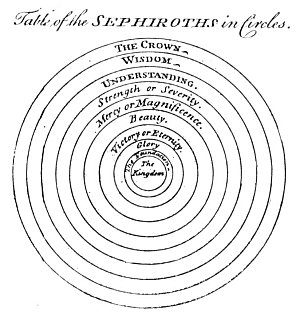 Table of the SEPHIROTHS in Circles.
THE CROWN
WISDOM
UNDERSTANDING.
Strength or Severity.
Mercy or Magnificence.
Beauty.
Victory or Eternity.
Glory
The Foundation.
The
Kingdom